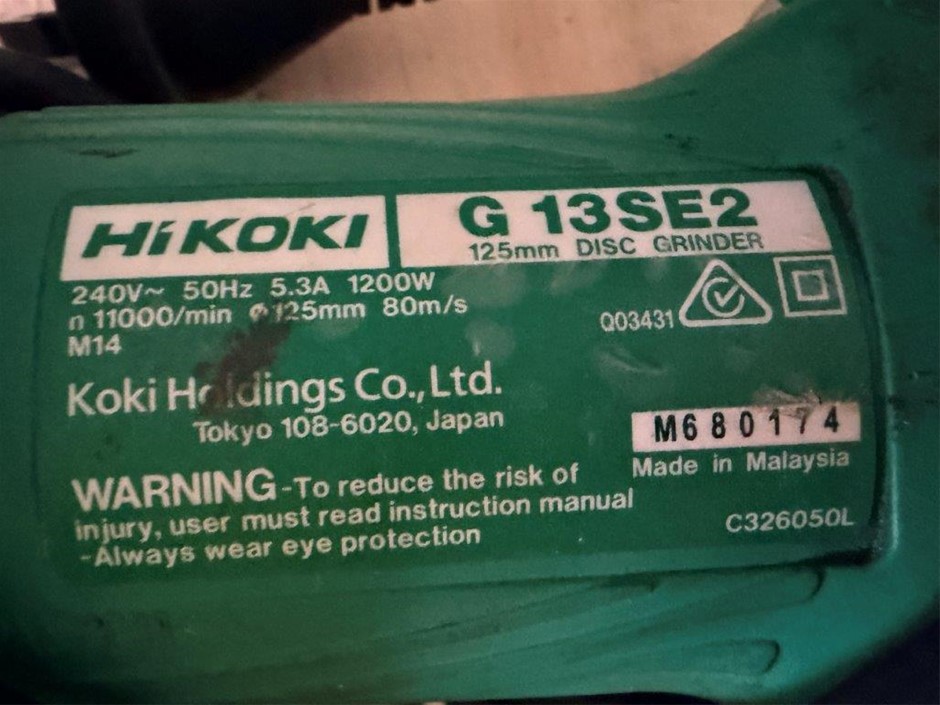 HiKOKI
G 13SE2
125mm DISC GRINDER
240V~ 50Hz 5.3A 1200W
n 11000/min ⌀125mm 80m/s
M14
Q03431
Koki Holdings Co.,Ltd.
Tokyo 108-6020, Japan
M680174
Made in Malaysia
WARNING -To reduce the risk of
injury, user must read instruction manual
-Always wear eye protection
C326050L